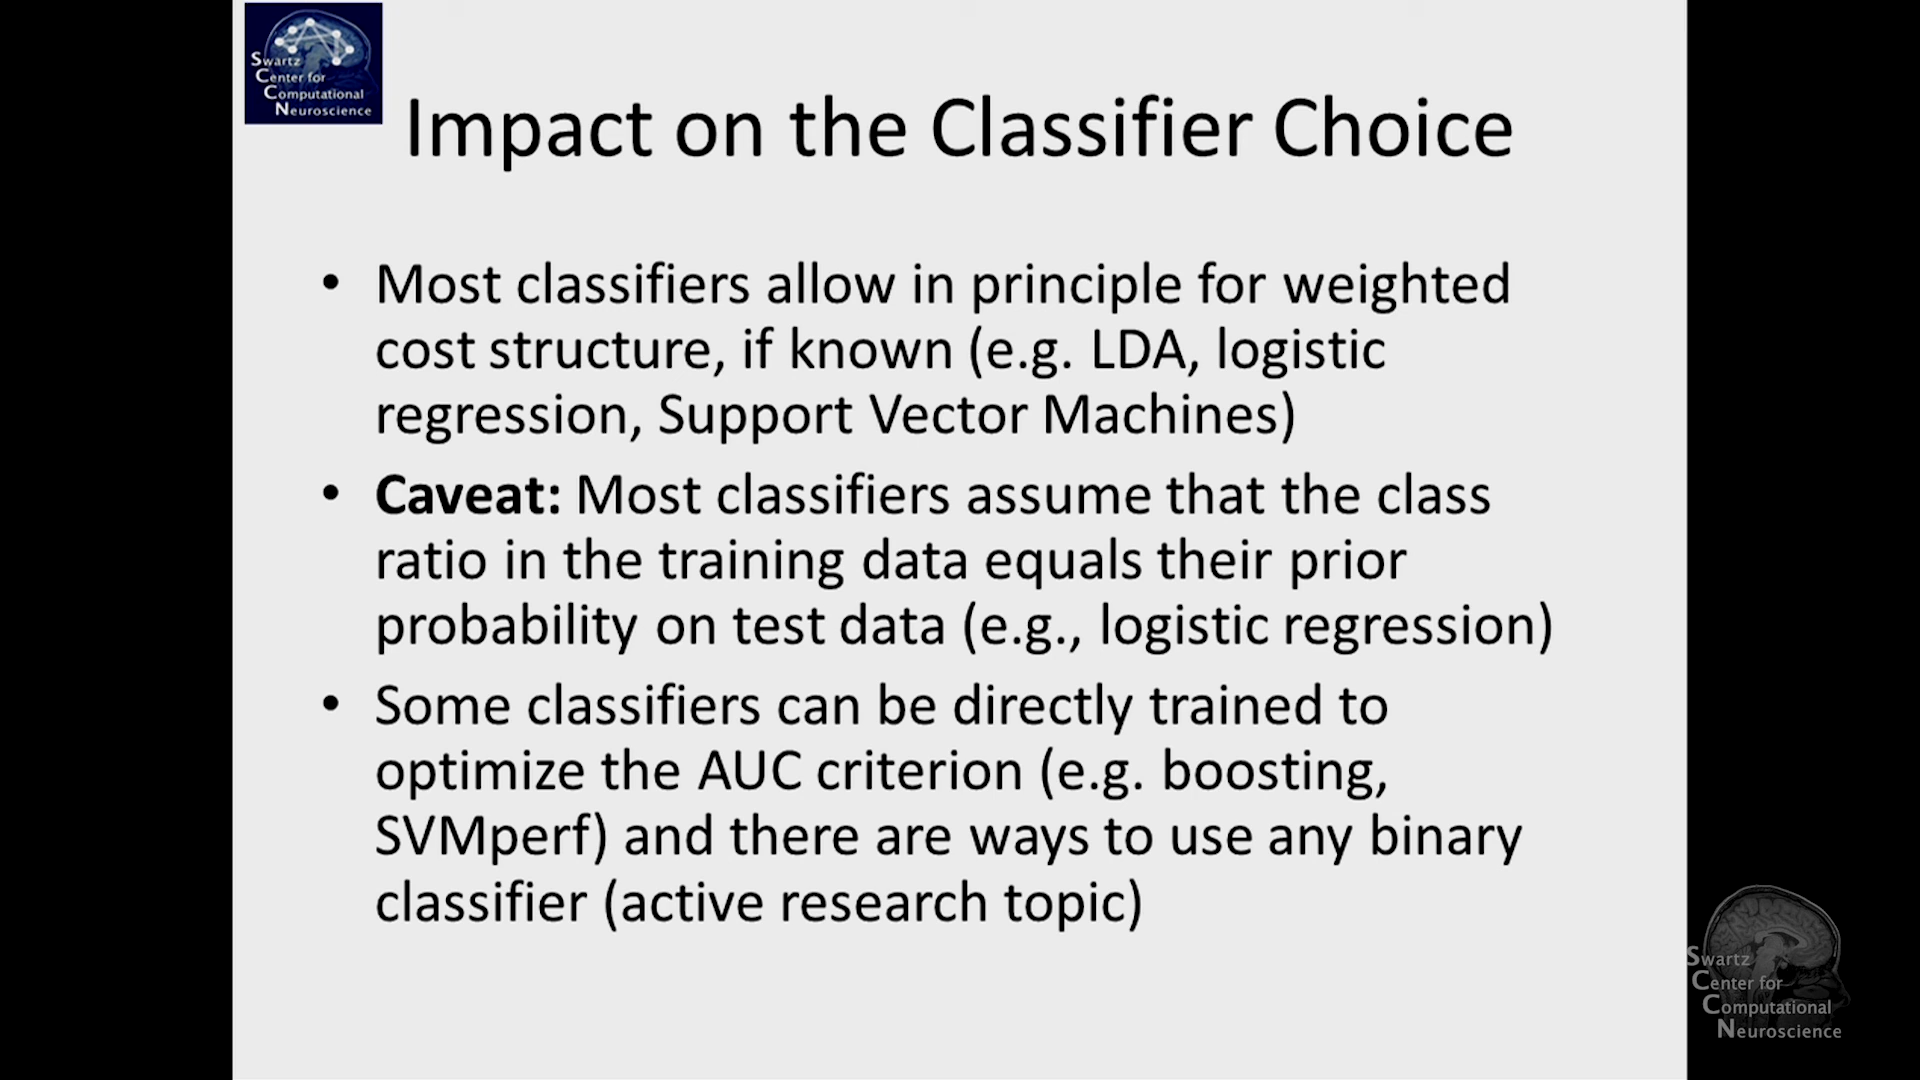 Swartz
Center for
Computational
Neuroscience
Impact on the Classifier Choice
• Most classifiers allow in principle for weighted
cost structure, if known (e.g. LDA, logistic
regression, Support Vector Machines)
• Caveat: Most classifiers assume that the class
ratio in the training data equals their prior
probability on test data (e.g., logistic regression)
• Some classifiers can be directly trained to
optimize the AUC criterion (e.g. boosting,
SVMperf) and there are ways to use any binary
classifier (active research topic)
Swartz
Center for
Computational
Neuroscience